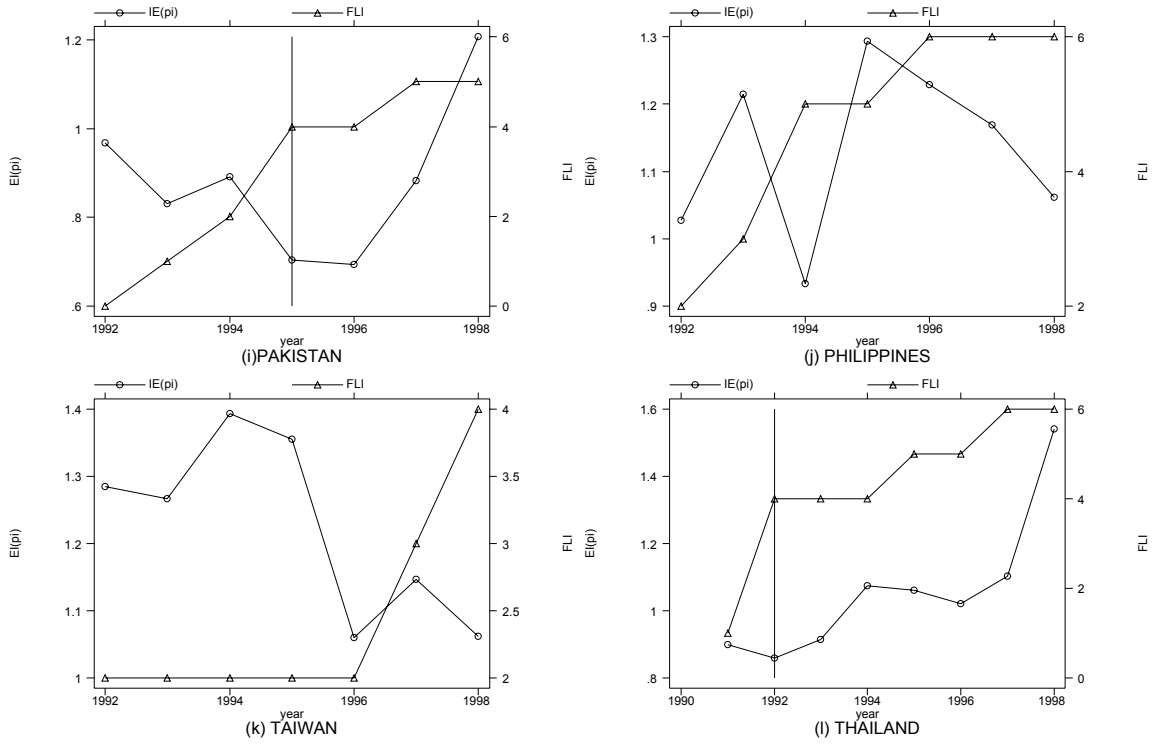 IE(pi) FLI
EI(pi)
FLI
1.2
1
.8
.6
6
4
2
0
1992 1994 1996 1998
year
(i)PAKISTAN
IE(pi) FLI
EI(pi)
FLI
1.3
1.2
1.1
1
.9
6
4
2
1992 1994 1996 1998
year
(j) PHILIPPINES
IE(pi) FLI
EI(pi)
FLI
1.4
1.3
1.2
1.1
1
4
3.5
3
2.5
2
1992 1994 1996 1998
year
(k) TAIWAN
IE(pi) FLI
EI(pi)
FLI
1.6
1.4
1.2
1
.8
6
4
2
0
1990 1992 1994 1996 1998
year
(l) THAILAND